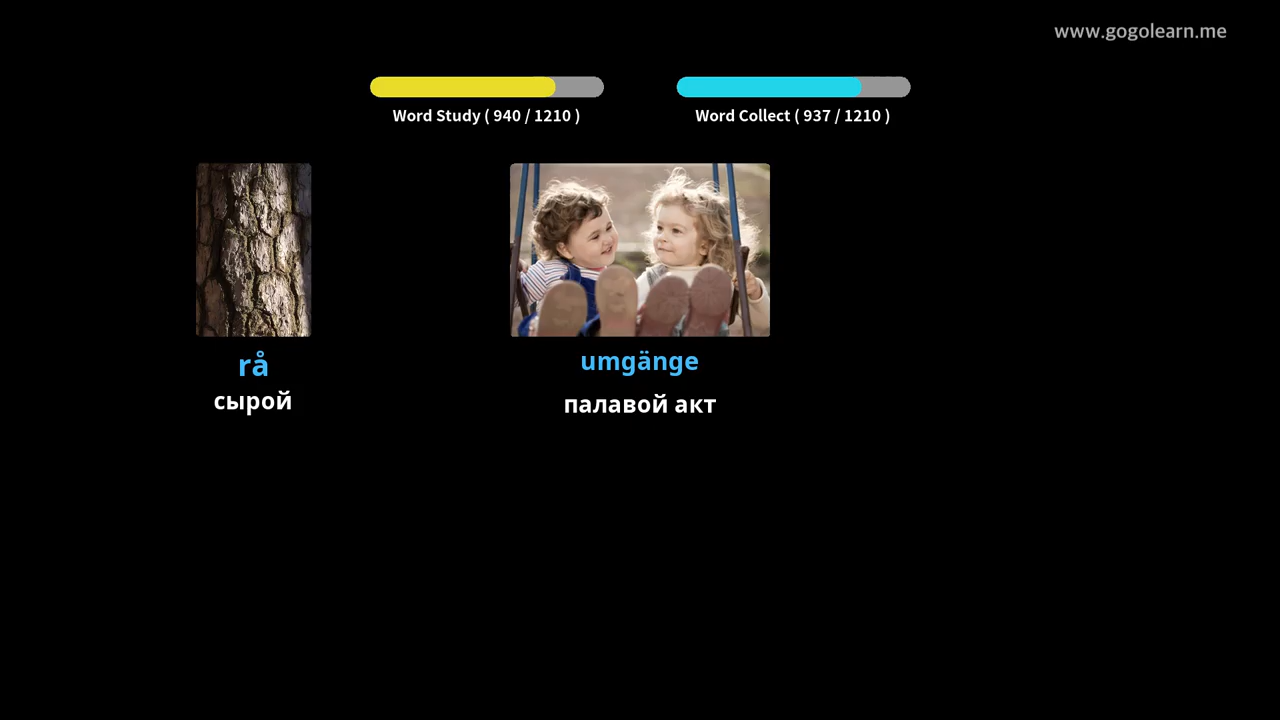 www.gogolearn.me
Word Study ( 940 / 1210 )
Word Collect ( 937 / 1210 )
rå
сырой
umgänge
палавой акт